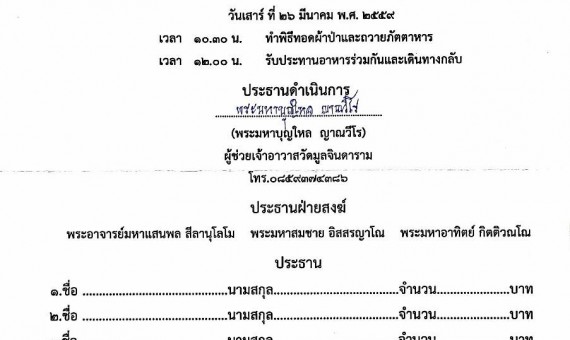 วันเสาร์ ที่ ๒๖ มีนาคม พ.ศ. ๒๕๕๙
เวลา ๑๐.๓๐ น. ทำพิธีทอดผ้าป่าและถวายภัตตาหาร
เวลา ๑๒.๐๐ น. รับประทานอาหารร่วมกันและเดินทางกลับ
ประธานดำเนินการ
พระมหาบุญไหล ญาณวีโร
(พระมหาบุญไหล ญาณวีโร)
ผู้ช่วยเจ้าอาวาสวัดมูลจินดาราม
โทร.๐๘๕๙๓๗๔๓๘๖
ประธานฝ่ายสงฆ์
พระอาจารย์มหาแสนพล สีลานุโลโม พระมหาสมชาย อิสสรญาโณ พระมหาอาทิตย์ กิตติวณโณ
ประธาน
๑.ชื่อ ................................นามสกุล................................จำนวน................บาท
๒.ชื่อ ................................นามสกุล................................จำนวน................บาท